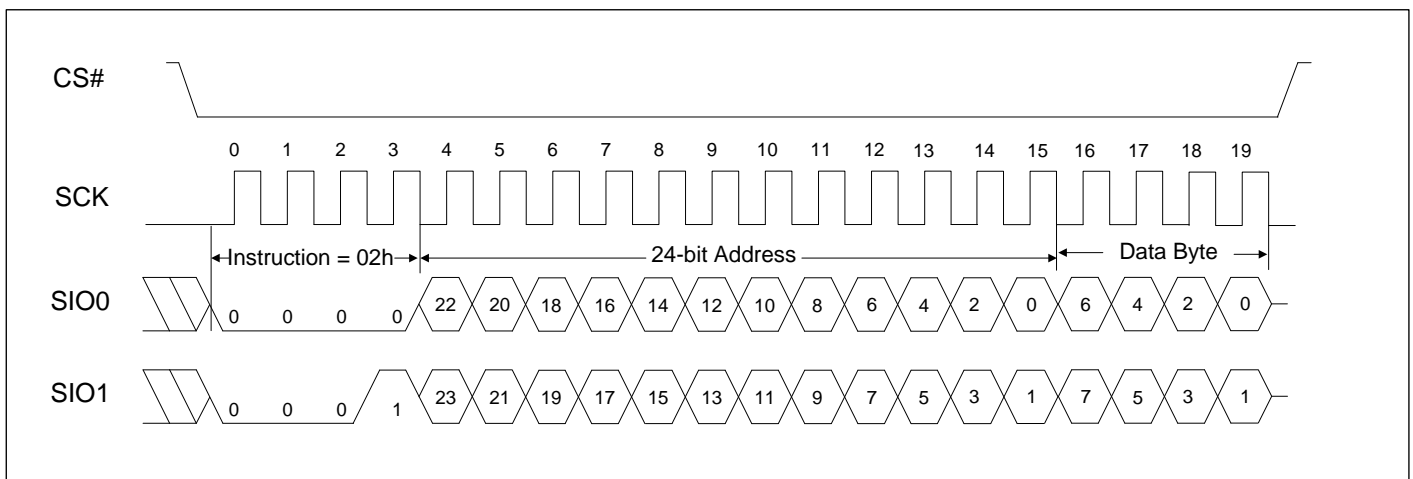 CS#
0 1 2 3 4 5 6 7 8 9 10 11 12 13 14 15 16 17 18 19
SCK
Instruction = 02h 24-bit Address Data Byte
SIO0 0 0 0 0 22 20 18 16 14 12 10 8 6 4 2 0 6 4 2 0
SIO1 0 0 0 1 23 21 19 17 15 13 11 9 7 5 3 1 7 5 3 1